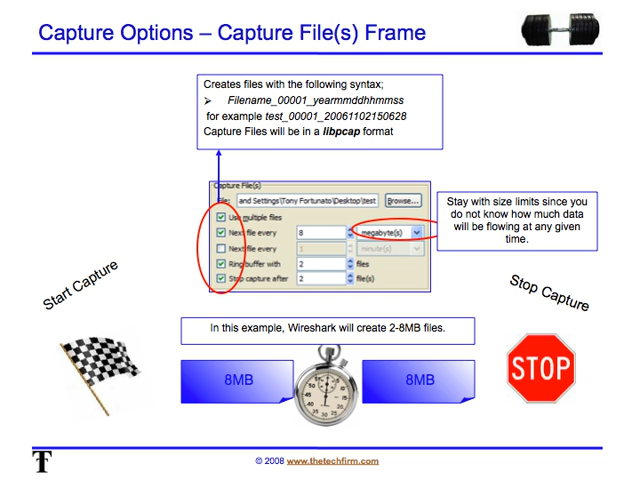 Capture Options – Capture File(s) Frame
Creates files with the following syntax;
Filename_00001_yearmmddhhmmss
for example test_00001_20061102150628
Capture Files will be in a libpcap format
Capture File(s)
File: and Settings\Tony Fortunato\Desktop\test Browse...
Use multiple files
Next file every 8 megabyte(s)
Next file every 1 minute(s)
Ring buffer with 2 files
Stop capture after 2 file(s)
Stay with size limits since you
do not know how much data
will be flowing at any given
time.
Start Capture
Stop Capture
In this example, Wireshark will create 2-8MB files.
8MB
8MB
STOP
T
© 2008 www.thetechfirm.com